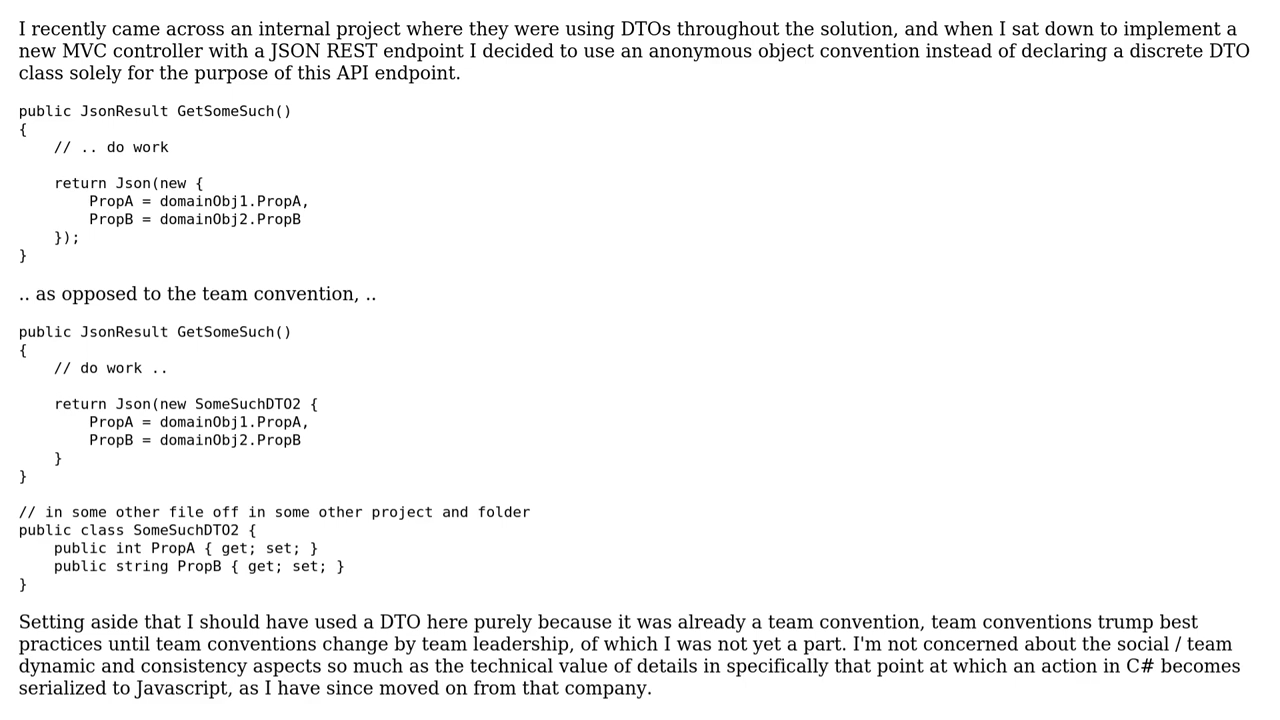 I recently came across an internal project where they were using DTOs throughout the solution, and when I sat down to implement a
new MVC controller with a JSON REST endpoint I decided to use an anonymous object convention instead of declaring a discrete DTO
class solely for the purpose of this API endpoint.
public JsonResult GetSomeSuch()
{
    // .. do work
    return Json(new {
        PropA = domainObj1.PropA,
        PropB = domainObj2.PropB
    });
}
.. as opposed to the team convention, ..
public JsonResult GetSomeSuch()
{
    // do work ..
    return Json(new SomeSuchDTO2 {
        PropA = domainObj1.PropA,
        PropB = domainObj2.PropB
    }
}
// in some other file off in some other project and folder
public class SomeSuchDTO2 {
    public int PropA { get; set; }
    public string PropB { get; set; }
}
Setting aside that I should have used a DTO here purely because it was already a team convention, team conventions trump best
practices until team conventions change by team leadership, of which I was not yet a part. I'm not concerned about the social / team
dynamic and consistency aspects so much as the technical value of details in specifically that point at which an action in C# becomes
serialized to Javascript, as I have since moved on from that company.